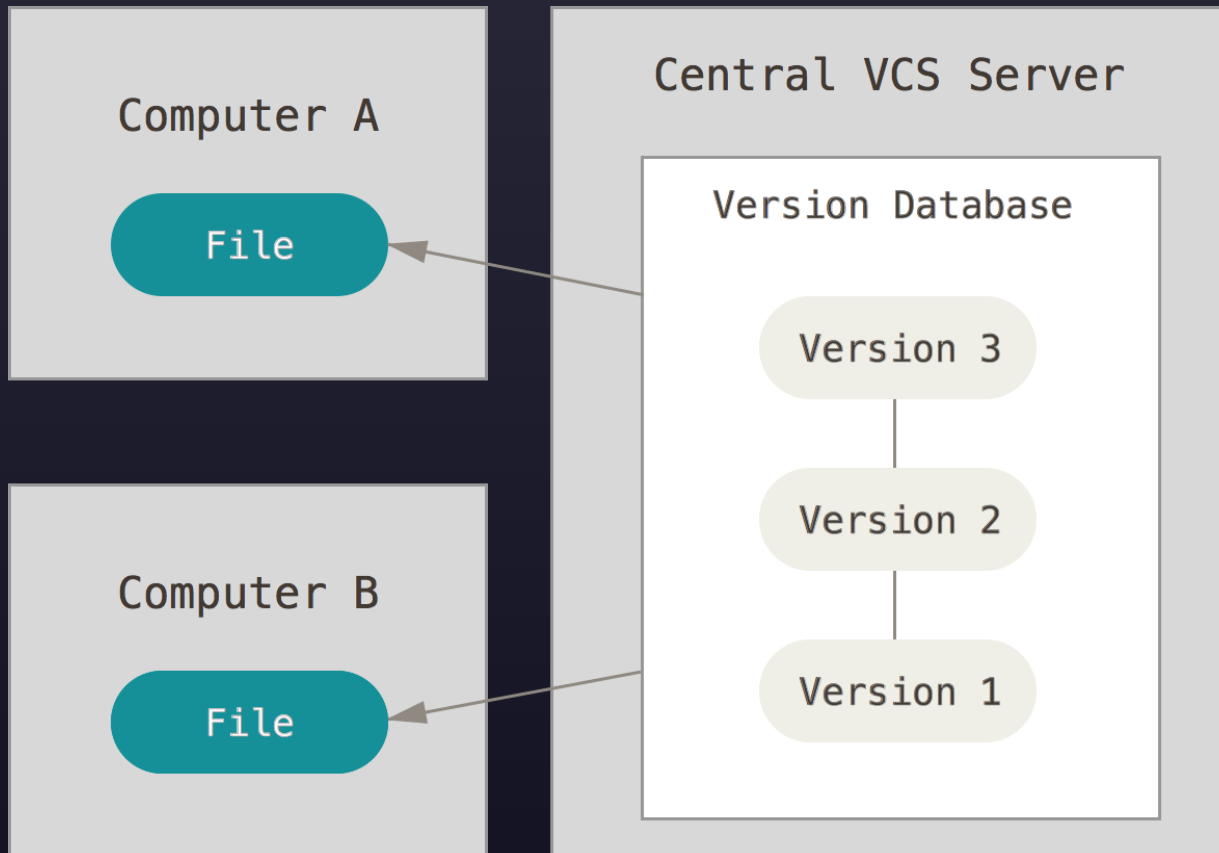 Computer A
File
Computer B
File
Central VCS Server
Version Database
Version 3
Version 2
Version 1